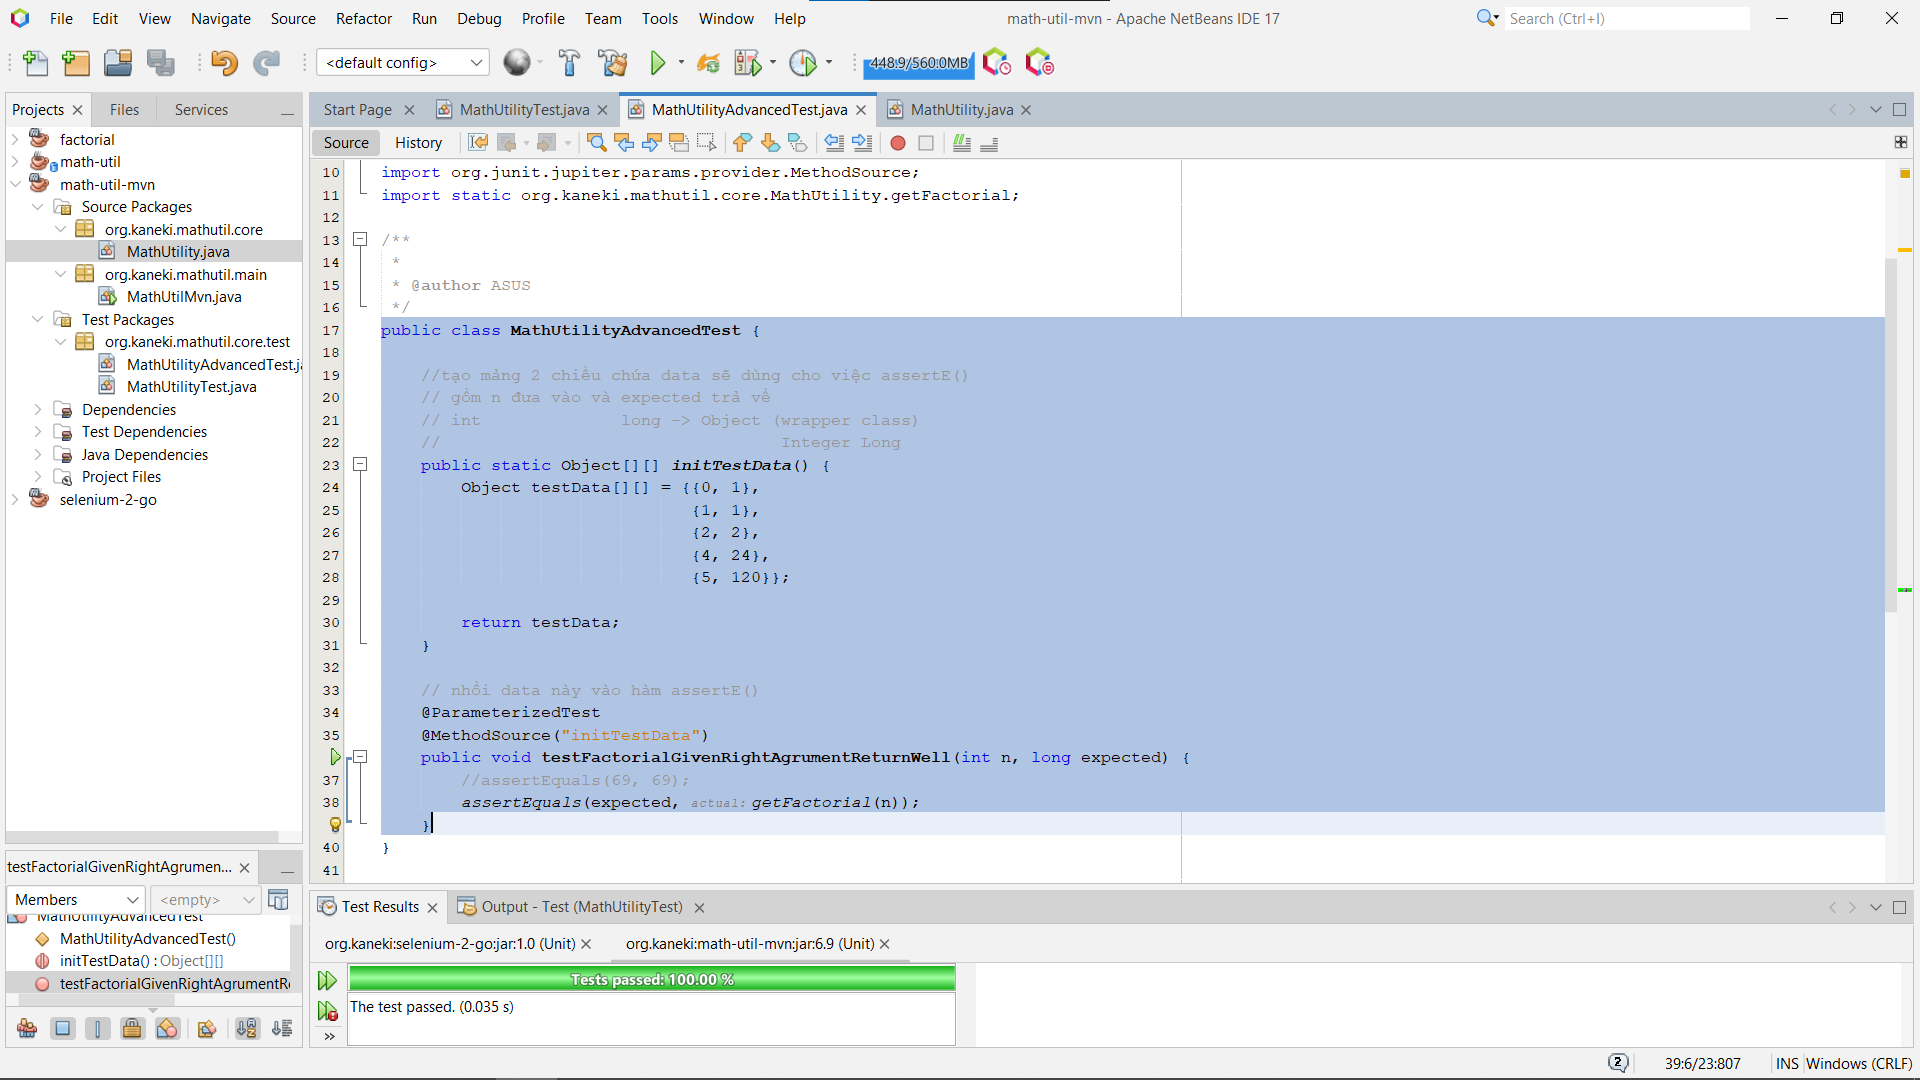 File Edit View Navigate Source Refactor Run Debug Profile Team Tools Window Help
math-util-mvn - Apache NetBeans IDE 17
Search (Ctrl+I)
<default config>
448.9/560.0MB
Projects Files Services
Start Page MathUtilityTest.java MathUtilityAdvancedTest.java MathUtility.java
Source History
factorial
math-util
math-util-mvn
Source Packages
org.kaneki.mathutil.core
MathUtility.java
org.kaneki.mathutil.main
MathUtilMvn.java
Test Packages
org.kaneki.mathutil.core.test
MathUtilityAdvancedTest.ja
MathUtilityTest.java
Dependencies
Test Dependencies
Java Dependencies
Project Files
selenium-2-go
10 import org.junit.jupiter.params.provider.MethodSource;
11 import static org.kaneki.mathutil.core.MathUtility.getFactorial;
12
13 /**
14 *
15 * @author ASUS
16 */
17 public class MathUtilityAdvancedTest {
18
19 //tạo mảng 2 chiều chứa data sẽ dùng cho việc assertE()
20 // gồm n đưa vào và expected trả về
21 // int long -> Object (wrapper class)
22 // Integer Long
23 public static Object[][] initTestData() {
24 Object testData[][] = {{0, 1},
25 {1, 1},
26 {2, 2},
27 {4, 24},
28 {5, 120}};
29
30 return testData;
31 }
32
33 // nhồi data này vào hàm assertE()
34 @ParameterizedTest
35 @MethodSource("initTestData")
public void testFactorialGivenRightAgrumentReturnWell(int n, long expected) {
37 //assertEquals(69, 69);
38 assertEquals(expected, actual: getFactorial(n));
}
40 }
41
testFactorialGivenRightAgrumen...
Members <empty>
MathUtilityAdvancedTest
MathUtilityAdvancedTest()
initTestData() : Object[][]
testFactorialGivenRightAgrumentRe
Test Results Output - Test (MathUtilityTest)
org.kaneki:selenium-2-go:jar:1.0 (Unit) org.kaneki:math-util-mvn:jar:6.9 (Unit)
Tests passed: 100.00 %
The test passed. (0.035 s)
2 39:6/23:807 INS Windows (CRLF)